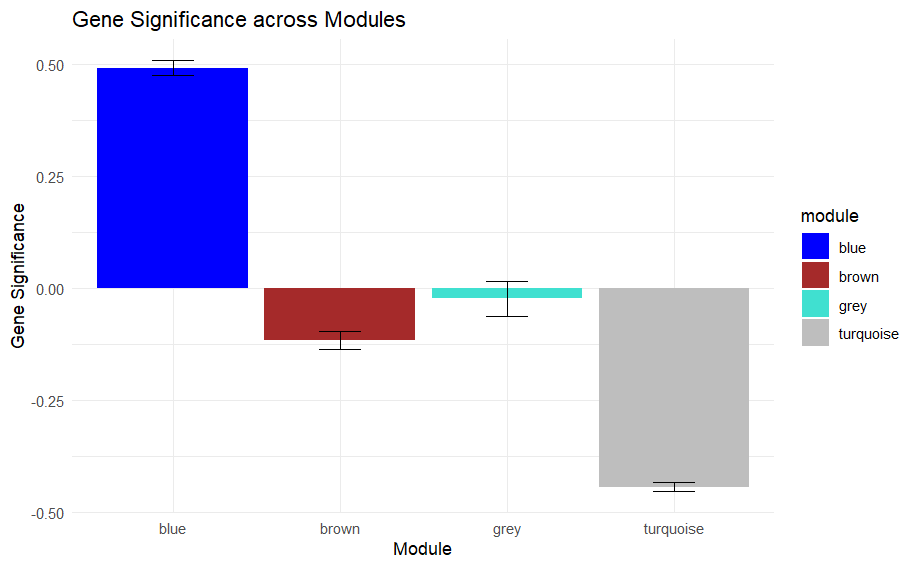 Gene Significance across Modules
Gene Significance
0.50
0.25
0.00
-0.25
-0.50
blue
brown
grey
turquoise
Module
module
blue
brown
grey
turquoise